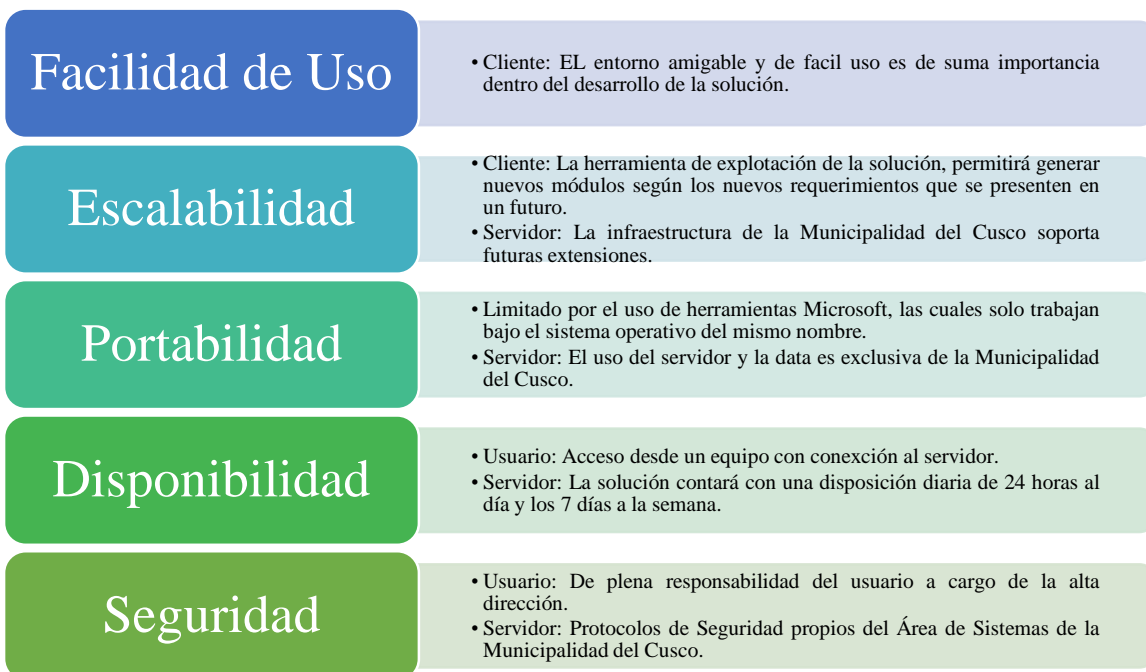 Facilidad de Uso
• Cliente: EL entorno amigable y de facil uso es de suma importancia
dentro del desarrollo de la solución.
Escalabilidad
• Cliente: La herramienta de explotación de la solución, permitirá generar
nuevos módulos según los nuevos requerimientos que se presenten en
un futuro.
• Servidor: La infraestructura de la Municipalidad del Cusco soporta
futuras extensiones.
Portabilidad
• Limitado por el uso de herramientas Microsoft, las cuales solo trabajan
bajo el sistema operativo del mismo nombre.
• Servidor: El uso del servidor y la data es exclusiva de la Municipalidad
del Cusco.
Disponibilidad
• Usuario: Acceso desde un equipo con conexción al servidor.
• Servidor: La solución contará con una disposición diaria de 24 horas al
día y los 7 días a la semana.
Seguridad
• Usuario: De plena responsabilidad del usuario a cargo de la alta
dirección.
• Servidor: Protocolos de Seguridad propios del Área de Sistemas de la
Municipalidad del Cusco.